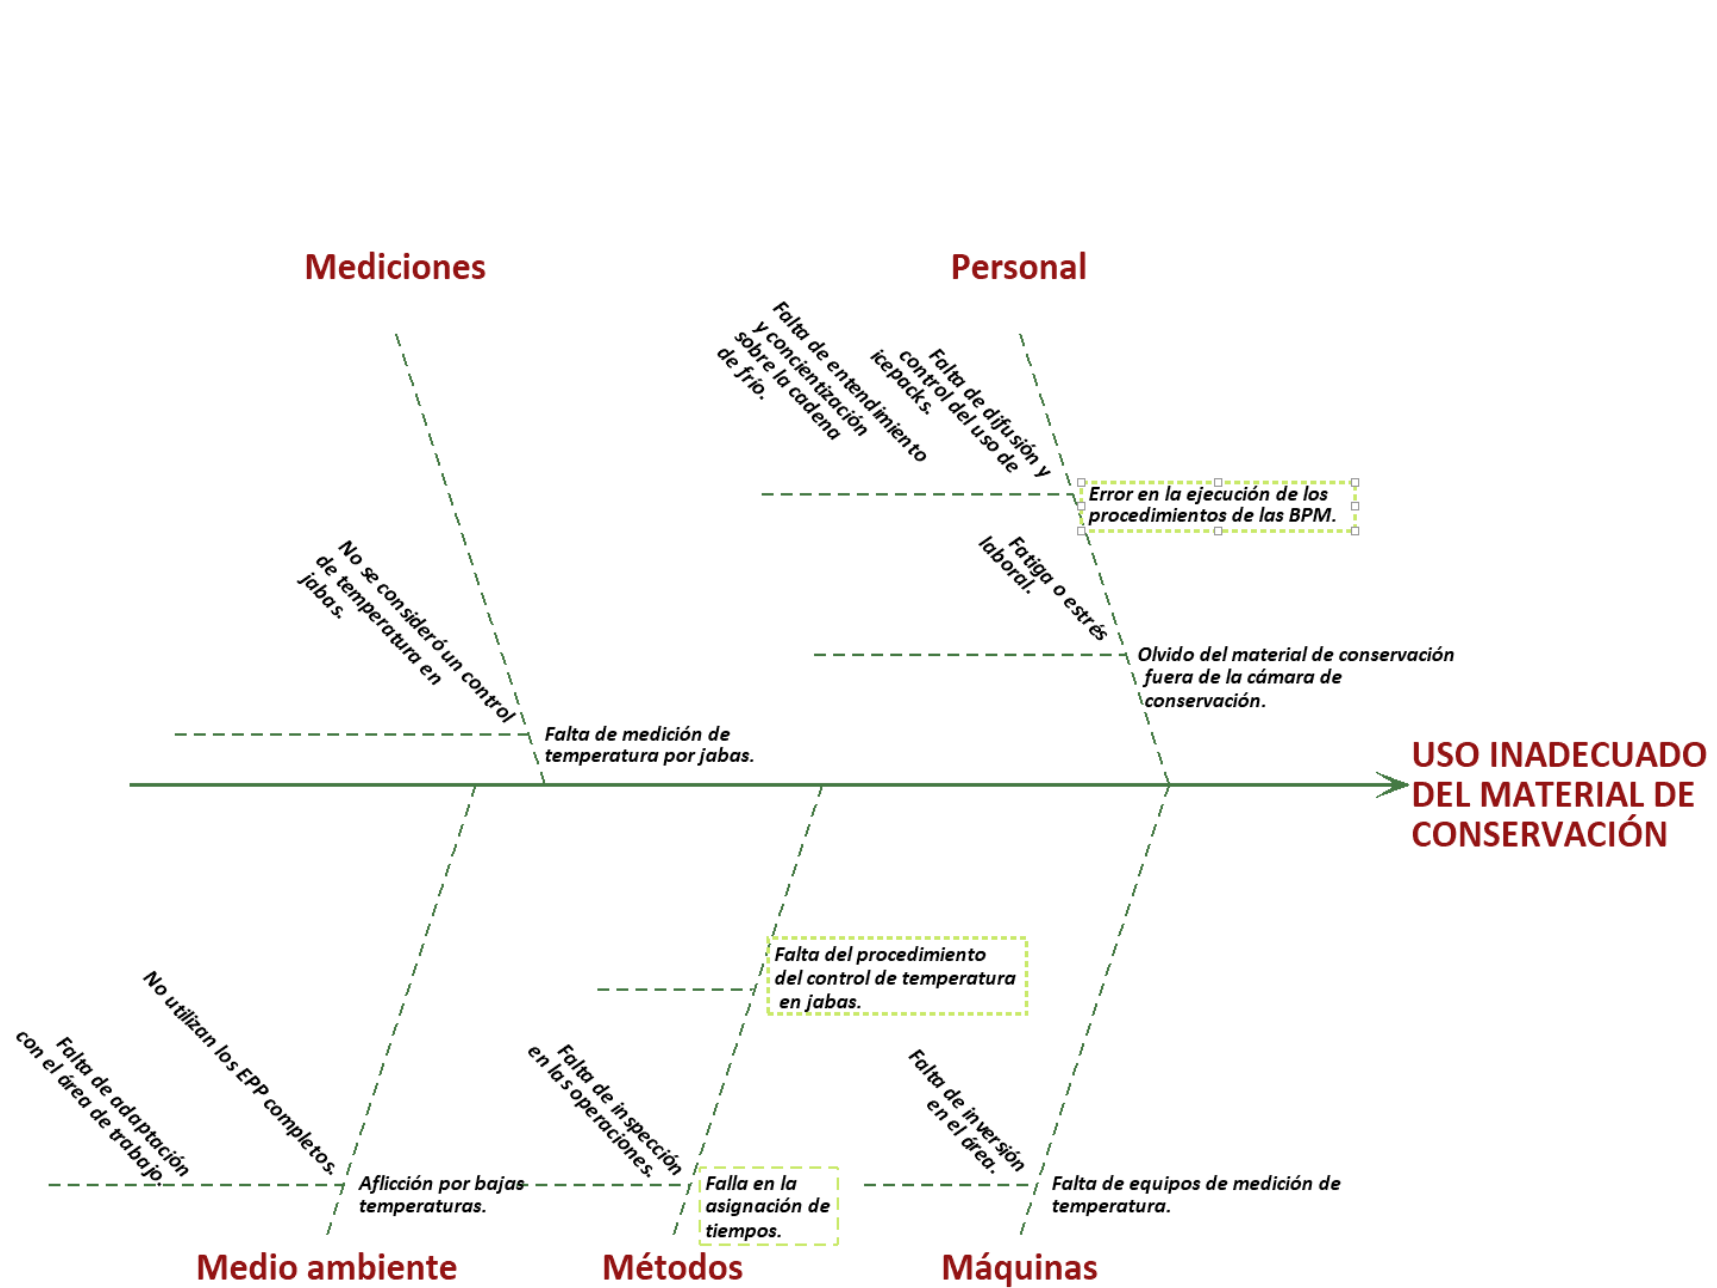 Mediciones
Personal
Falta de entendimiento
y concientización
sobre la cadena
de frío.
Falta de difusión y
control del uso de
icepacks.
Error en la ejecución de los
procedimientos de las BPM.
No se consideró un control
de temperatura en
jabas.
Fatiga o estrés
laboral.
Olvido del material de conservación
fuera de la cámara de
conservación.
Falta de medición de
temperatura por jabas.
USO INADECUADO
DEL MATERIAL DE
CONSERVACIÓN
Falta del procedimiento
del control de temperatura
en jabas.
No utilizan los EPP completos.
Falta de adaptación
con el área de trabajo.
Aflicción por bajas
temperaturas.
Falta de inspección
en las operaciones.
Falla en la
asignación de
tiempos.
Falta de inversión
en el área.
Falta de equipos de medición de
temperatura.
Medio ambiente
Métodos
Máquinas